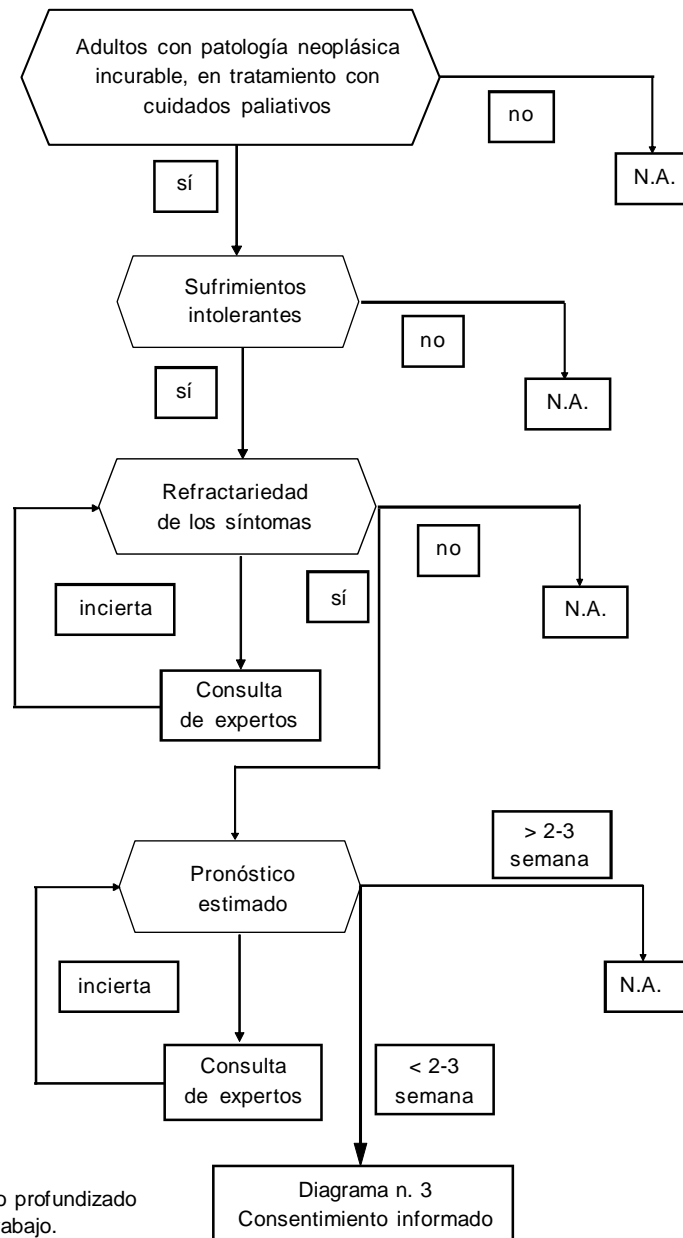 Adultos con patología neoplásica
incurable, en tratamiento con
cuidados paliativos
no
sí
N.A.
Sufrimientos
intolerantes
no
sí
N.A.
Refractariedad
de los síntomas
no
incierta
sí
N.A.
Consulta
de expertos
> 2-3
semana
Pronóstico
estimado
incierta
N.A.
Consulta
de expertos
< 2-3
semana
Diagrama n. 3
Consentimiento informado
o profundizado
abajo.